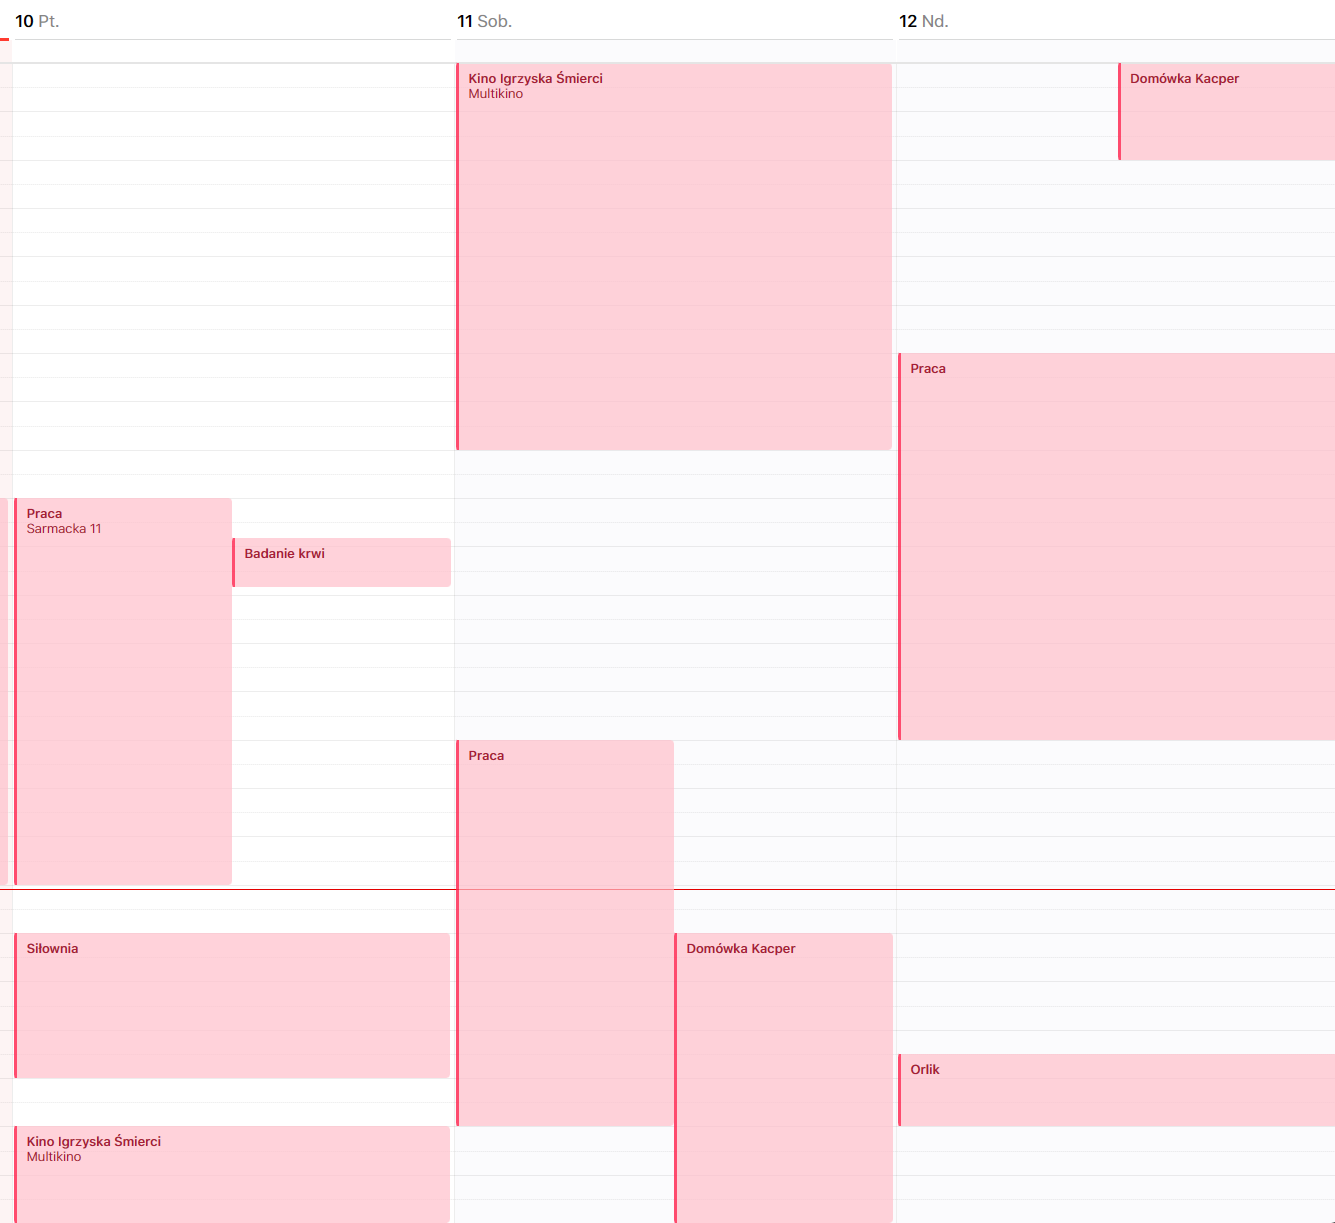 10 Pt.
11 Sob.
12 Nd.
Kino Igrzyska Śmierci
Multikino
Domówka Kacper
Praca
Praca
Sarmacka 11
Badanie krwi
Praca
Siłownia
Domówka Kacper
Orlik
Kino Igrzyska Śmierci
Multikino